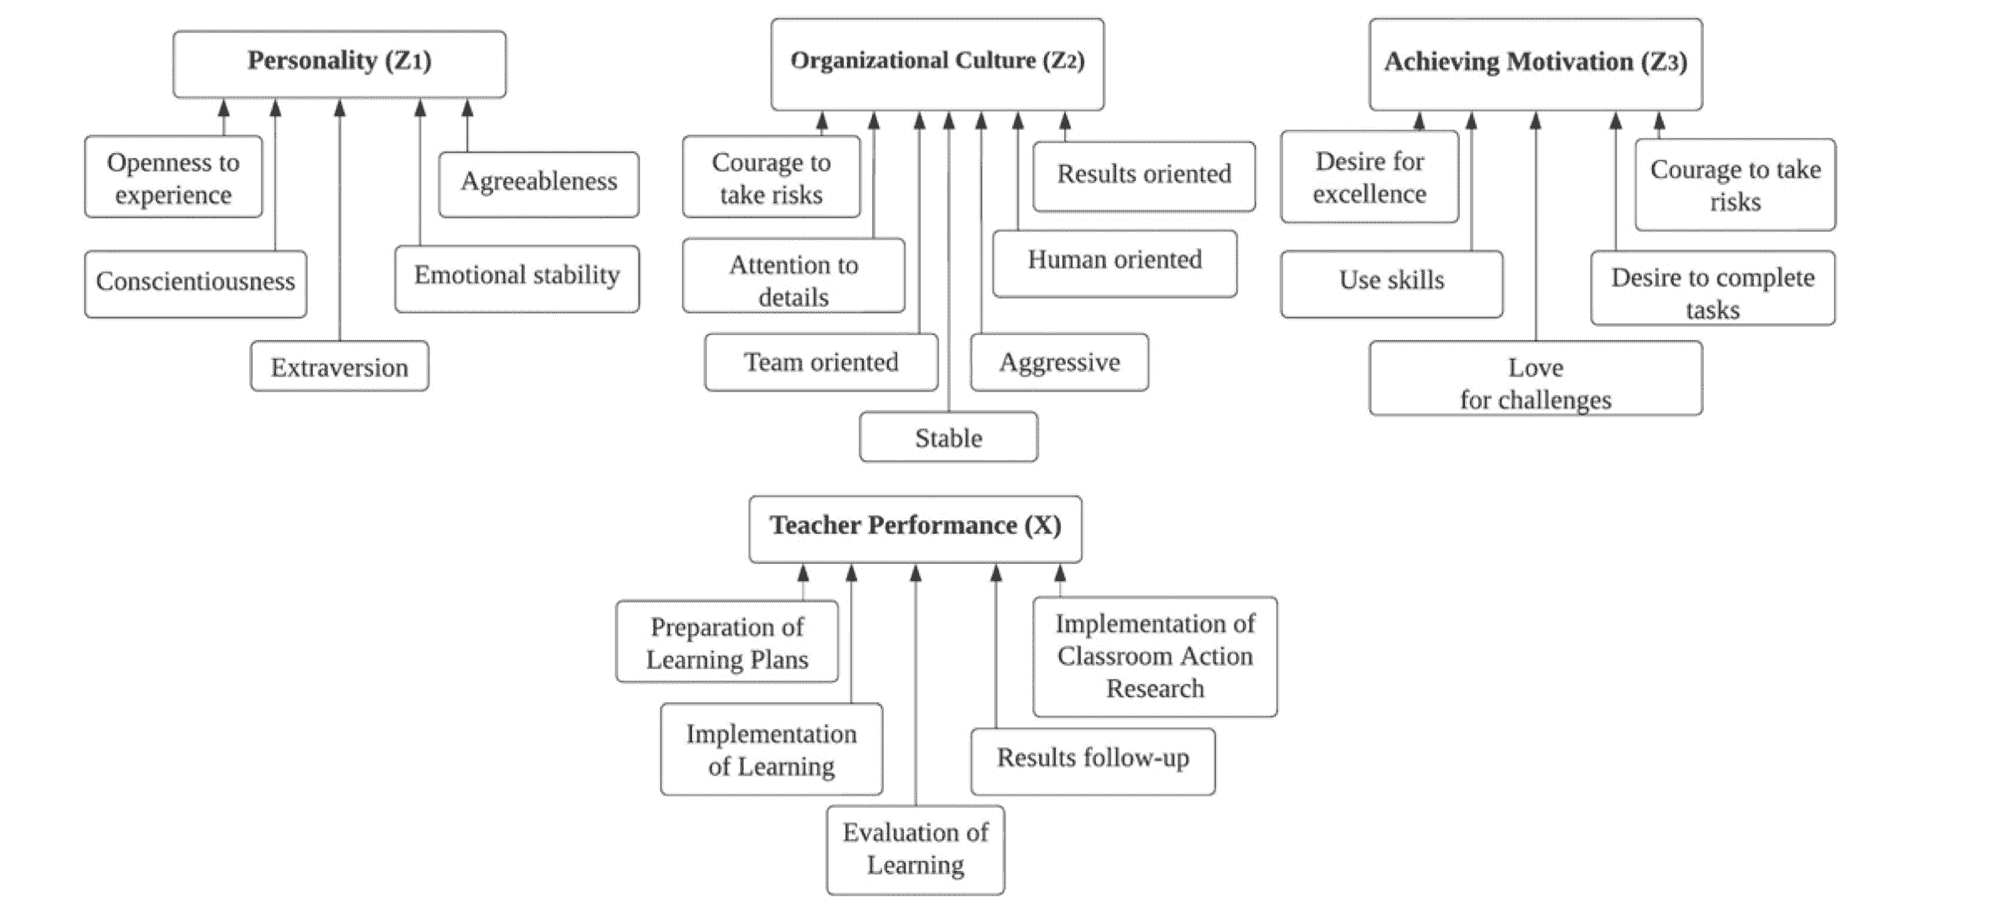 Personality (Z1)
Openness to
experience
Agreeableness
Conscientiousness
Emotional stability
Extraversion
Organizational Culture (Z2)
Courage to
take risks
Results oriented
Attention to
details
Human oriented
Team oriented
Aggressive
Stable
Achieving Motivation (Z3)
Desire for
excellence
Courage to take
risks
Use skills
Desire to complete
tasks
Love
for challenges
Teacher Performance (X)
Preparation of
Learning Plans
Implementation of
Classroom Action
Research
Implementation
of Learning
Results follow-up
Evaluation of
Learning